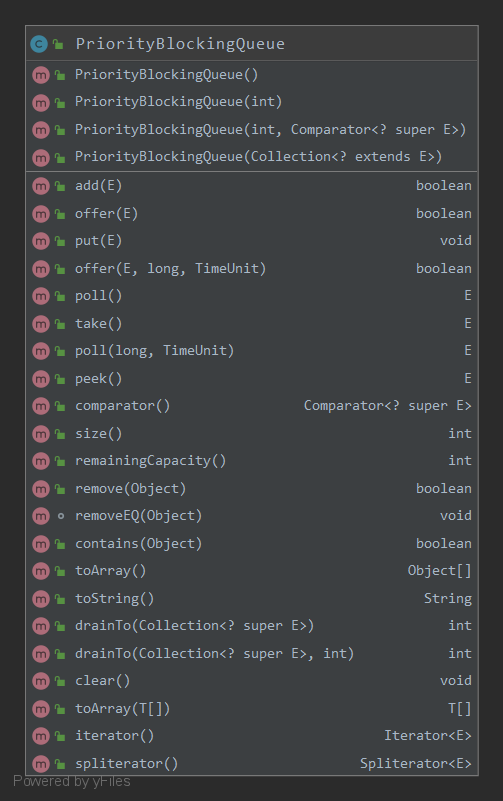 PriorityBlockingQueue
PriorityBlockingQueue()
PriorityBlockingQueue(int)
PriorityBlockingQueue(int, Comparator<? super E>)
PriorityBlockingQueue(Collection<? extends E>)
add(E) boolean
offer(E) boolean
put(E) void
offer(E, long, TimeUnit) boolean
poll() E
take() E
poll(long, TimeUnit) E
peek() E
comparator() Comparator<? super E>
size() int
remainingCapacity() int
remove(Object) boolean
removeEQ(Object) void
contains(Object) boolean
toArray() Object[]
toString() String
drainTo(Collection<? super E>) int
drainTo(Collection<? super E>, int) int
clear() void
toArray(T[]) T[]
iterator() Iterator<E>
spliterator() Spliterator<E>
Powered by yFiles